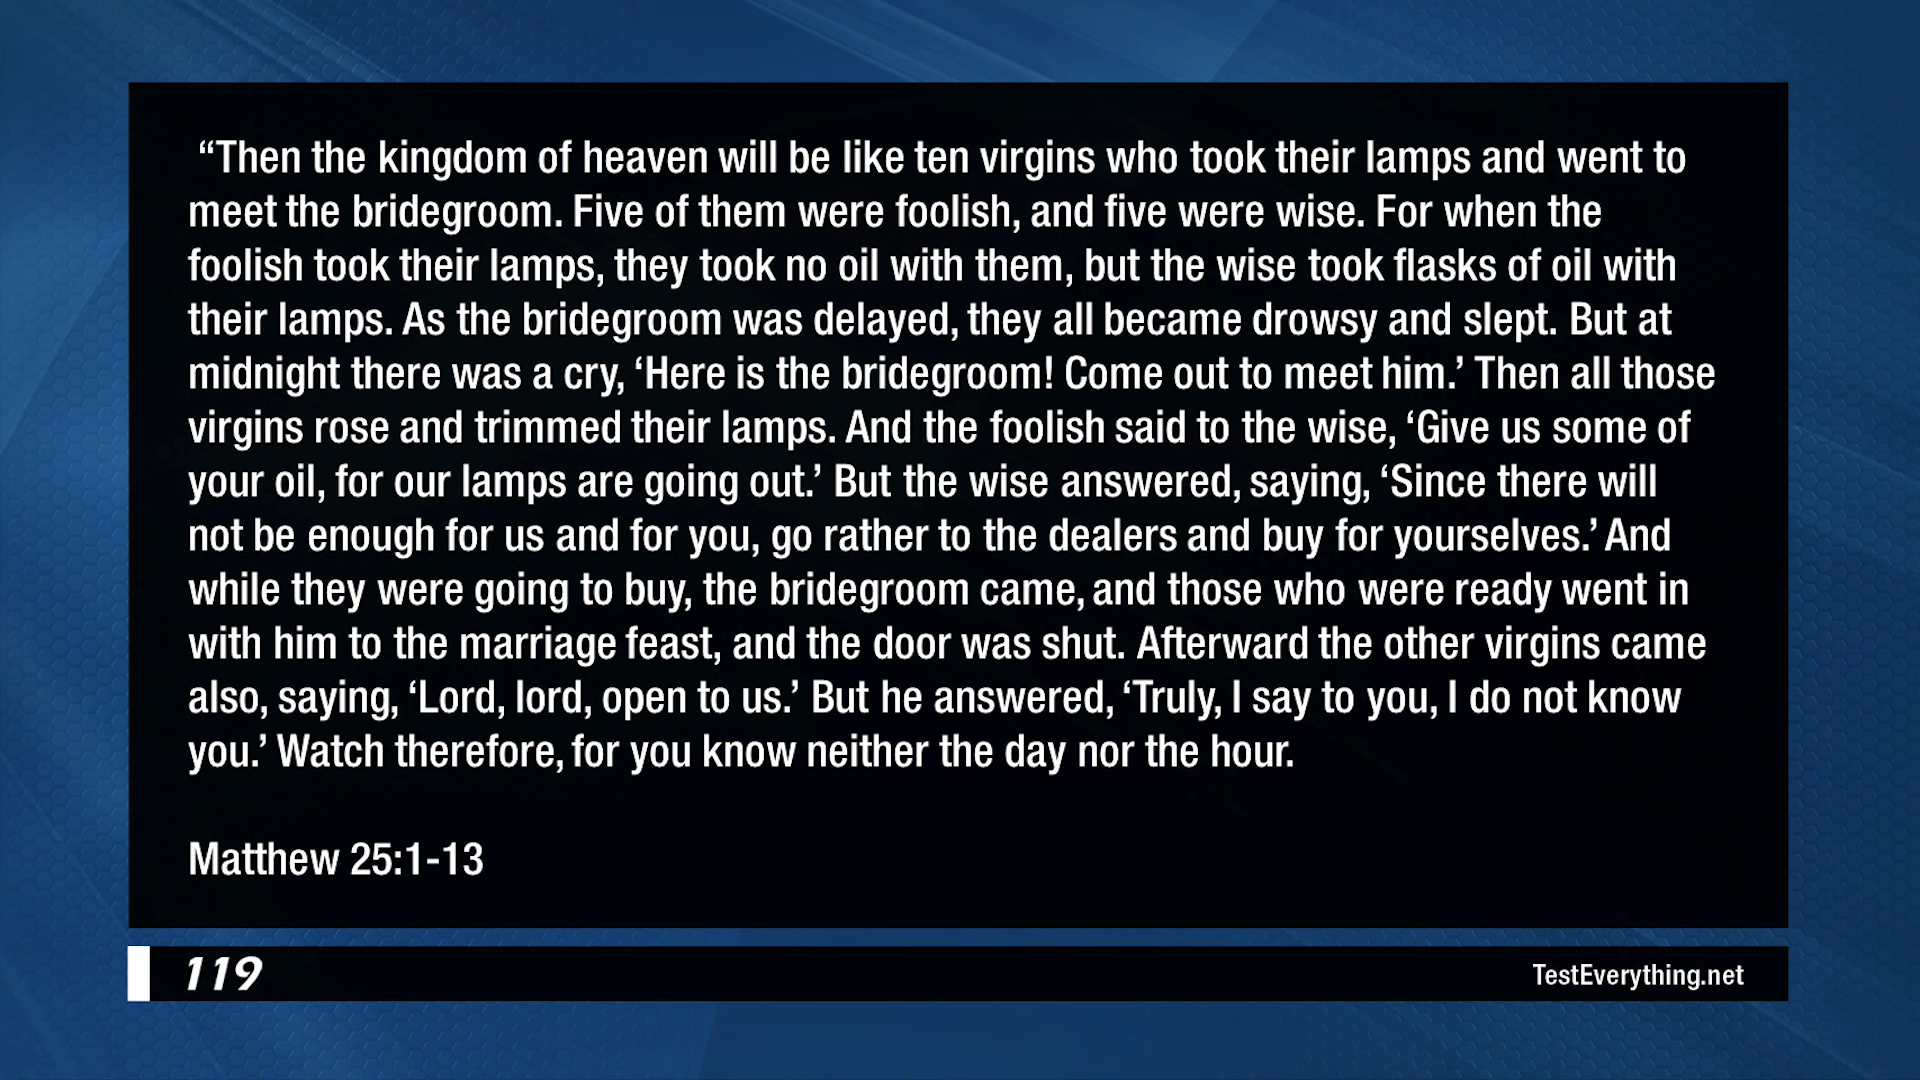 “Then the kingdom of heaven will be like ten virgins who took their lamps and went to
meet the bridegroom. Five of them were foolish, and five were wise. For when the
foolish took their lamps, they took no oil with them, but the wise took flasks of oil with
their lamps. As the bridegroom was delayed, they all became drowsy and slept. But at
midnight there was a cry, ‘Here is the bridegroom! Come out to meet him.’ Then all those
virgins rose and trimmed their lamps. And the foolish said to the wise, ‘Give us some of
your oil, for our lamps are going out.’ But the wise answered, saying, ‘Since there will
not be enough for us and for you, go rather to the dealers and buy for yourselves.’ And
while they were going to buy, the bridegroom came, and those who were ready went in
with him to the marriage feast, and the door was shut. Afterward the other virgins came
also, saying, ‘Lord, lord, open to us.’ But he answered, ‘Truly, I say to you, I do not know
you.’ Watch therefore, for you know neither the day nor the hour.
Matthew 25:1-13
119
TestEverything.net